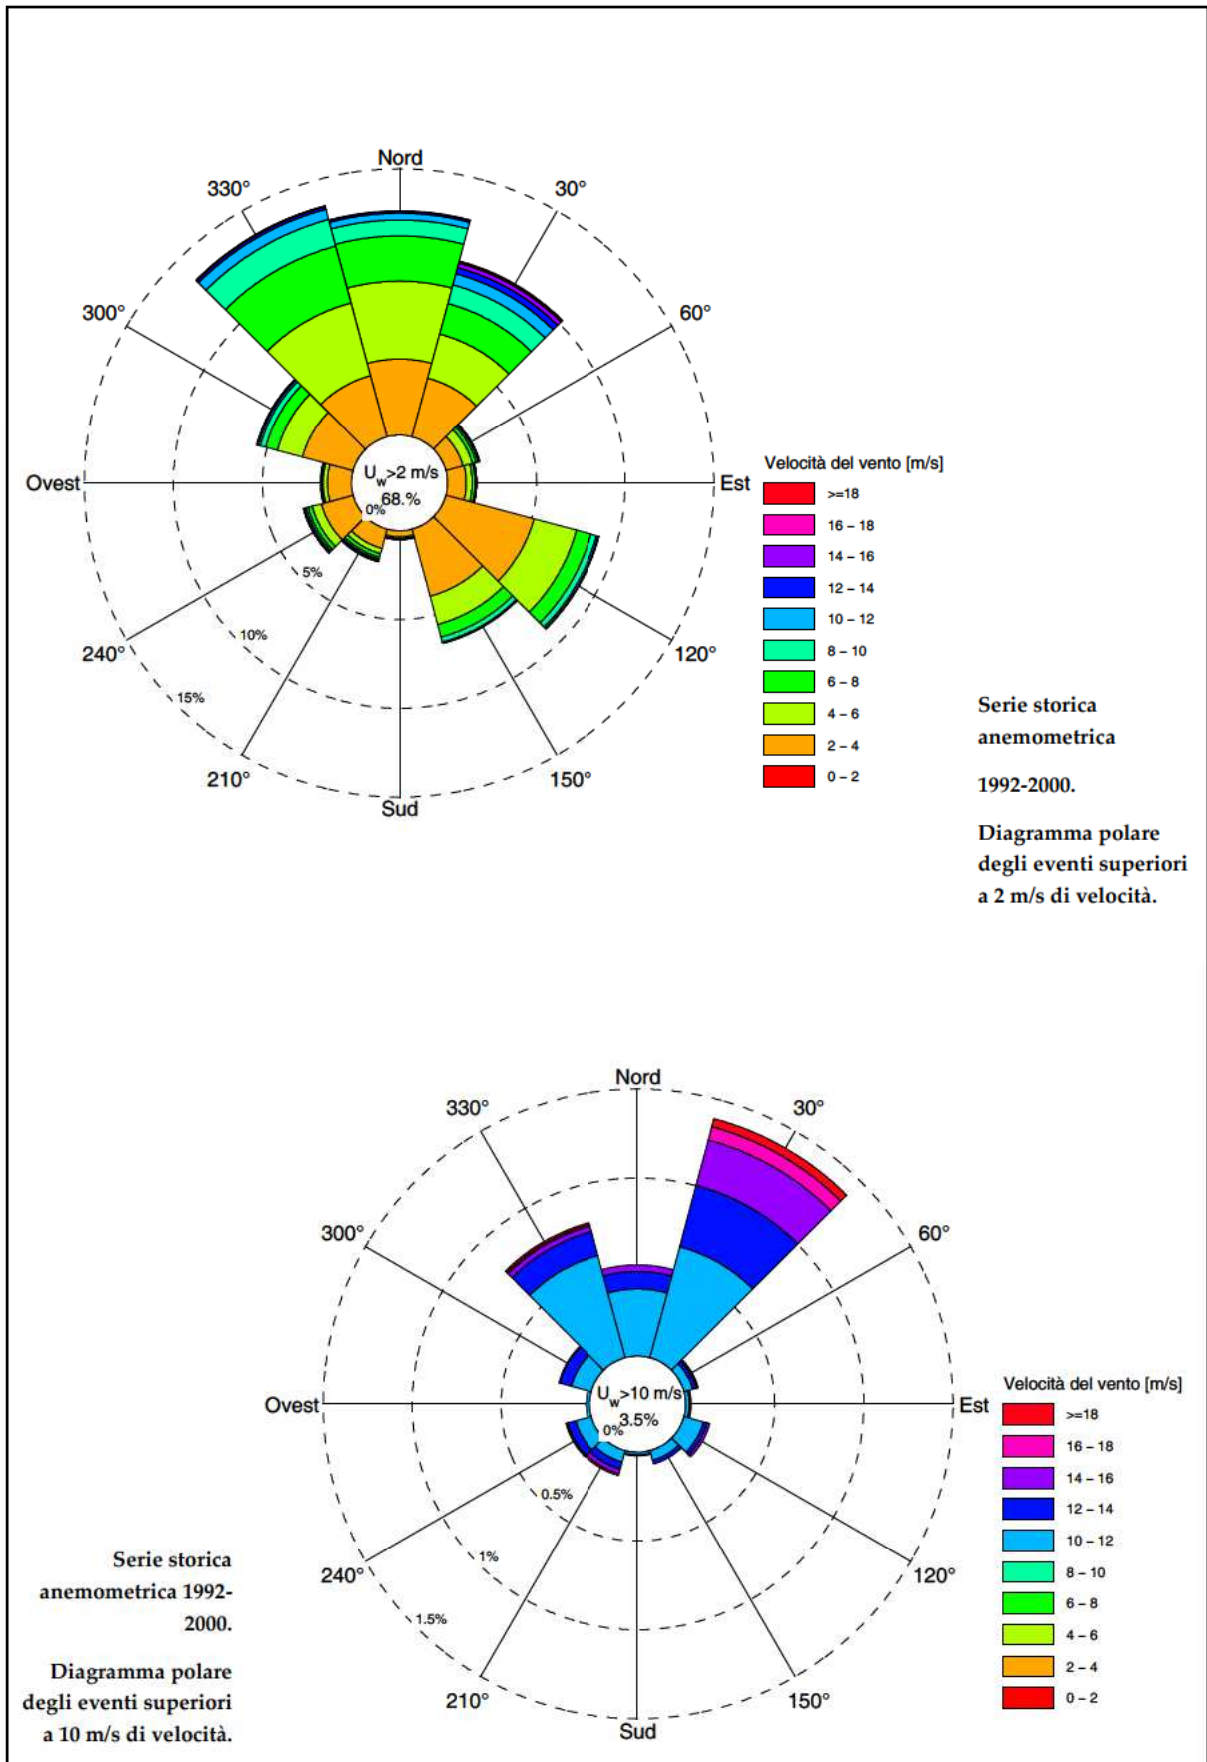 Nord
330°
30°
300°
60°
Ovest
U_w>2 m/s
68.%
0%
Est
5%
10%
15%
240°
120°
210°
150°
Sud
Velocità del vento [m/s]
>=18
16 – 18
14 – 16
12 – 14
10 – 12
8 – 10
6 – 8
4 – 6
2 – 4
0 – 2
Serie storica
anemometrica
1992-2000.
Diagramma polare
degli eventi superiori
a 2 m/s di velocità.
Nord
330°
30°
300°
60°
Ovest
U_w>10 m/s
3.5%
0%
Est
0.5%
1%
1.5%
240°
120°
210°
150°
Sud
Velocità del vento [m/s]
>=18
16 – 18
14 – 16
12 – 14
10 – 12
8 – 10
6 – 8
4 – 6
2 – 4
0 – 2
Serie storica
anemometrica 1992-
2000.
Diagramma polare
degli eventi superiori
a 10 m/s di velocità.